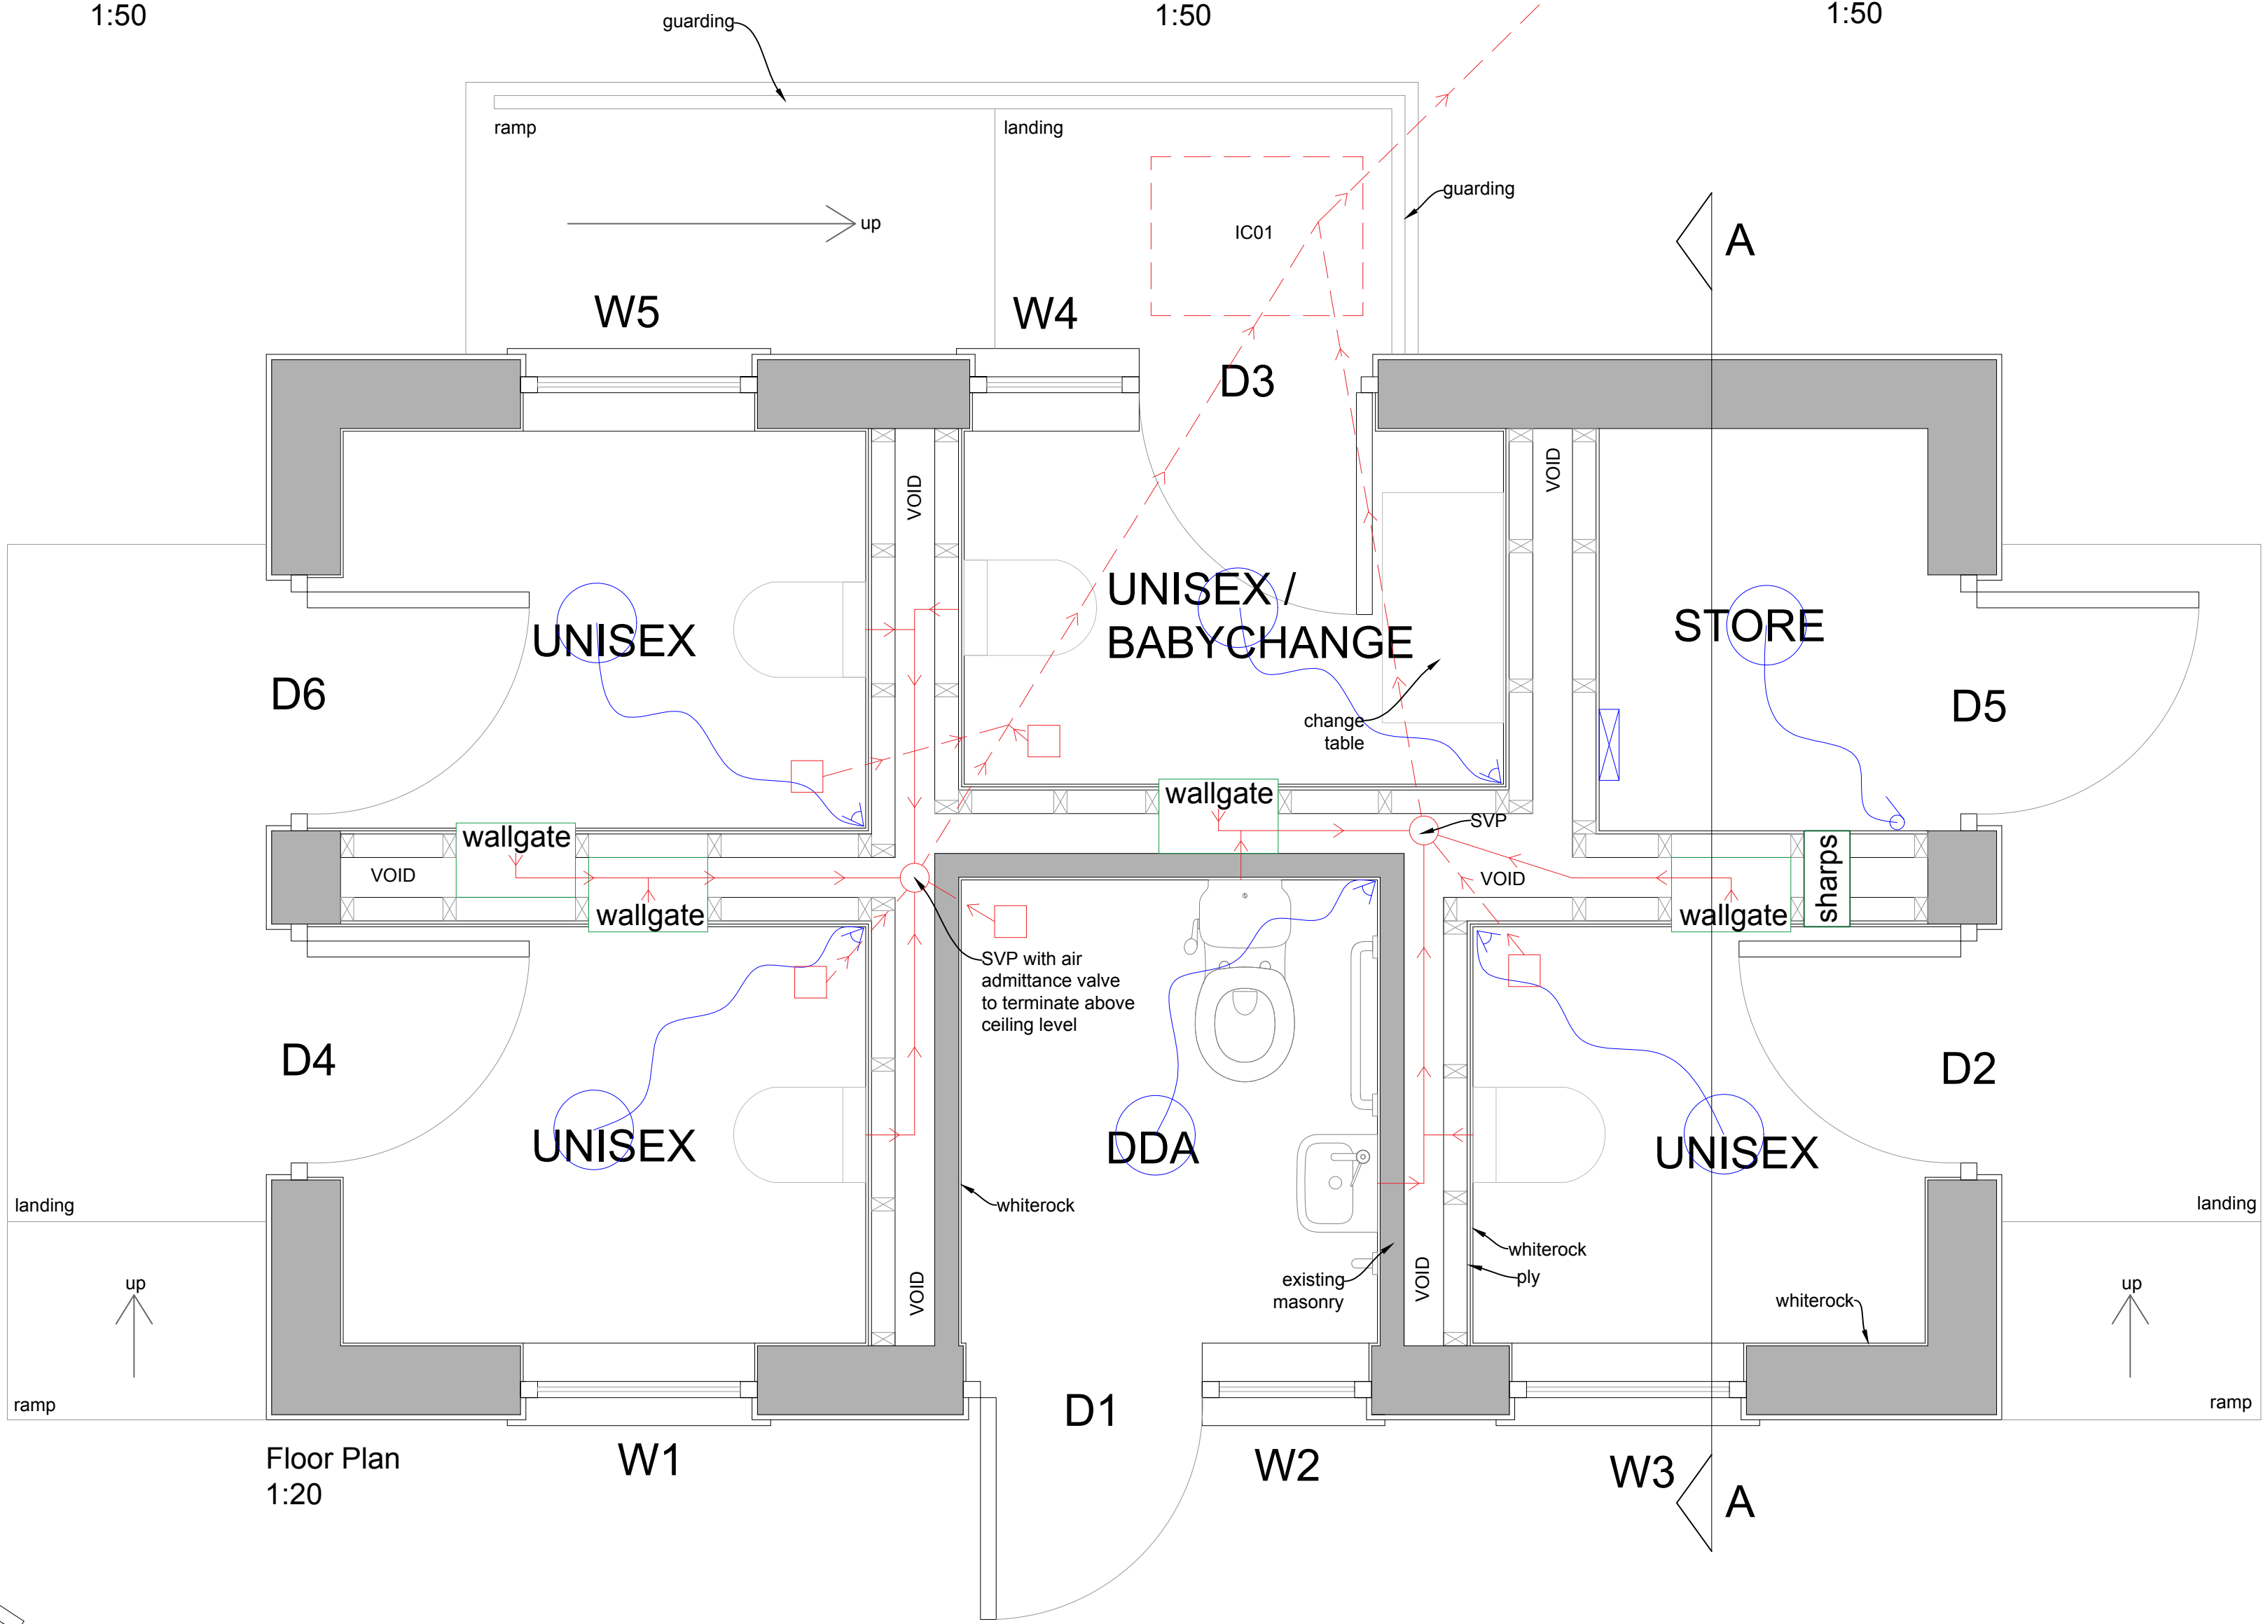 1:50
1:50
1:50
guarding
ramp
landing
guarding
up
IC01
A
W5
W4
D3
VOID
VOID
UNISEX
UNISEX /
BABYCHANGE
STORE
D6
D5
change
table
wallgate
SVP
wallgate
VOID
wallgate
VOID
wallgate
sharps
SVP with air
admittance valve
to terminate above
ceiling level
D4
D2
UNISEX
DDA
UNISEX
landing
whiterock
landing
whiterock
ply
existing
masonry
VOID
VOID
up
whiterock
up
ramp
ramp
D1
Floor Plan
1:20
W1
W2
W3
A